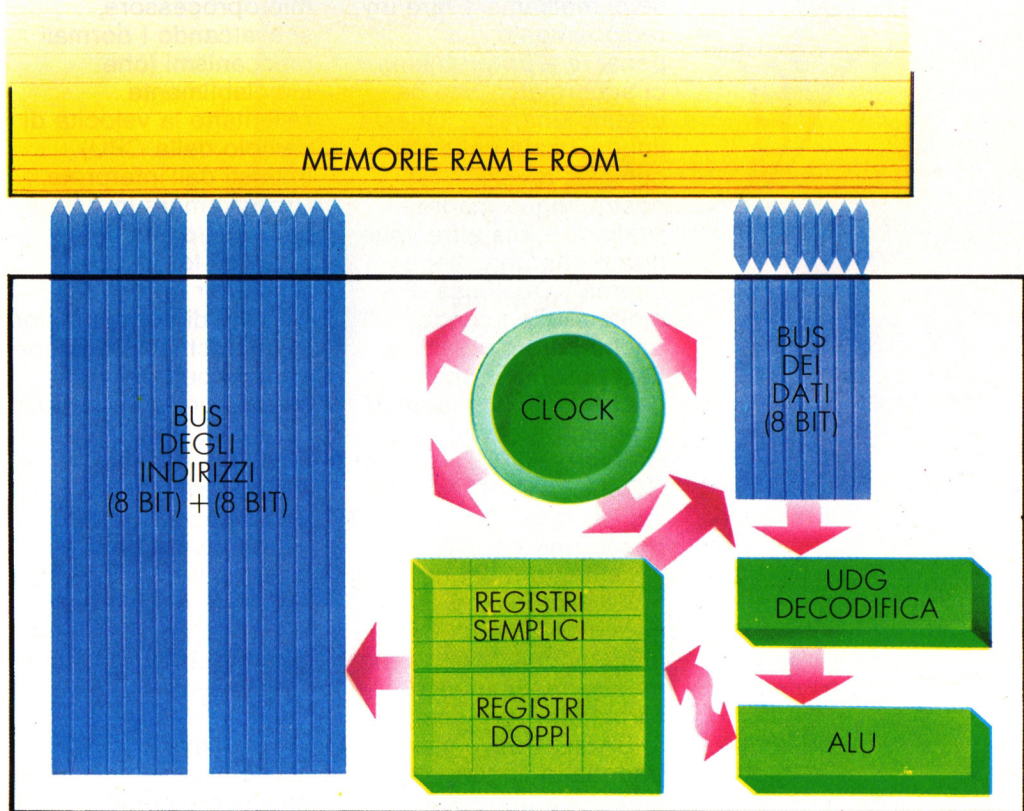 MEMORIE RAM E ROM
BUS
DEGLI
INDIRIZZI
(8 BIT) + (8 BIT)
CLOCK
BUS
DEI
DATI
(8 BIT)
REGISTRI
SEMPLICI
REGISTRI
DOPPI
UDG
DECODIFICA
ALU